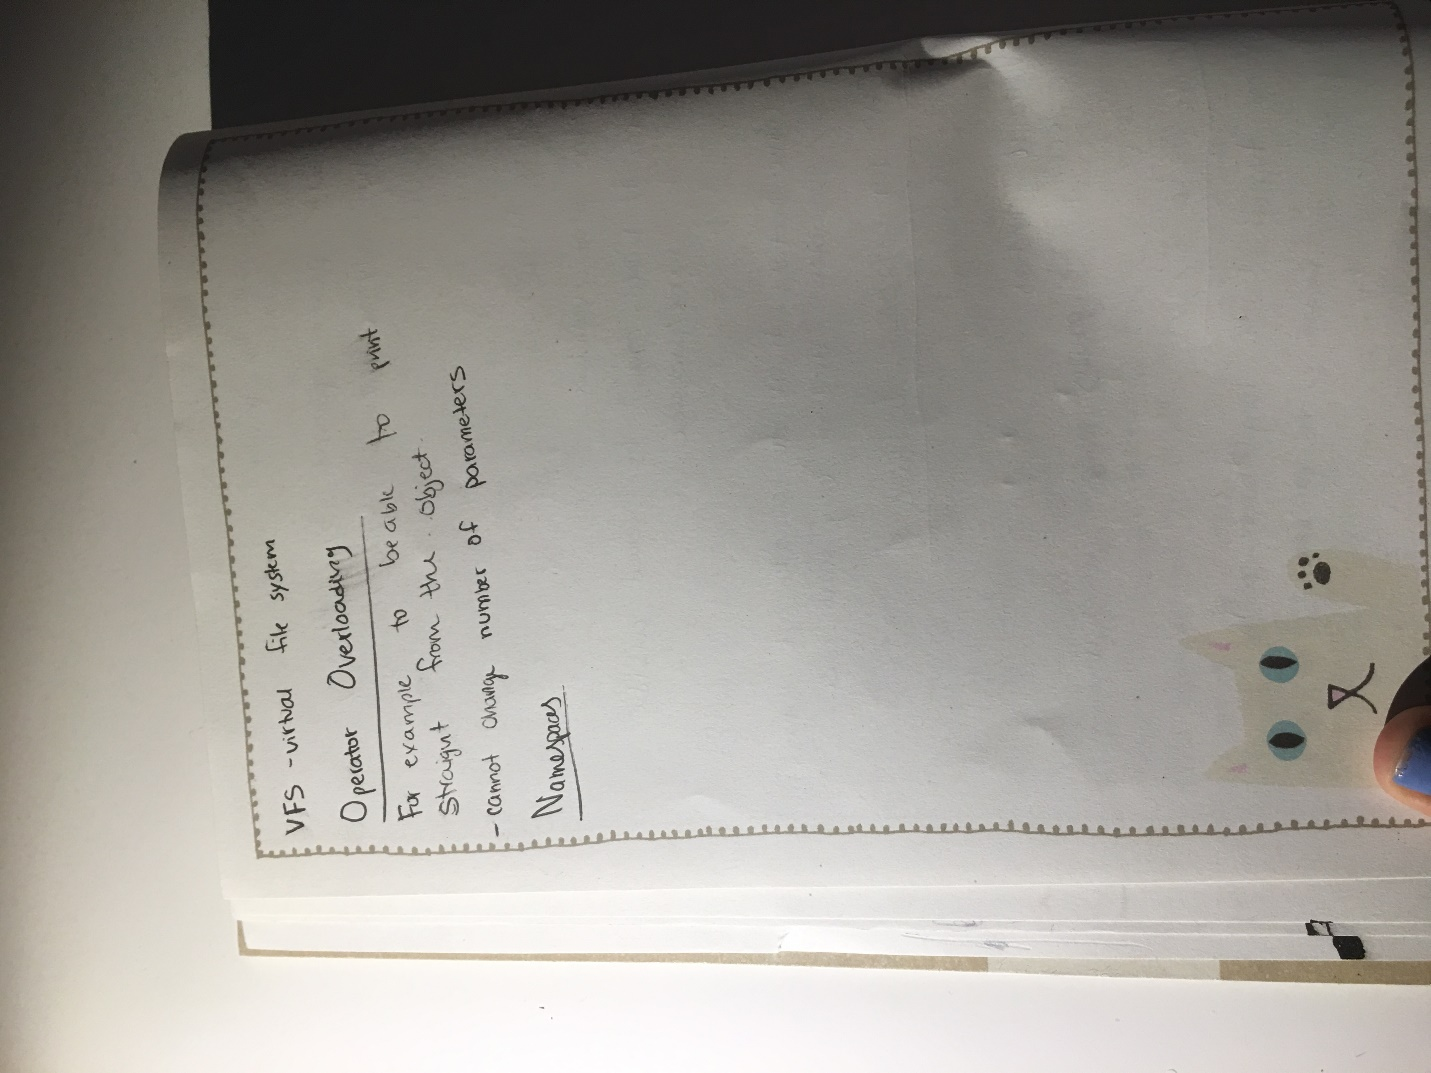 VFS - virtual file system
Operator Overloading
For example to be able to print
straight from the object.
- cannot change number of parameters
Namespaces